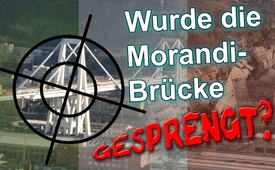 Wurde die
Morandi-
Brücke
GESPRENGT?